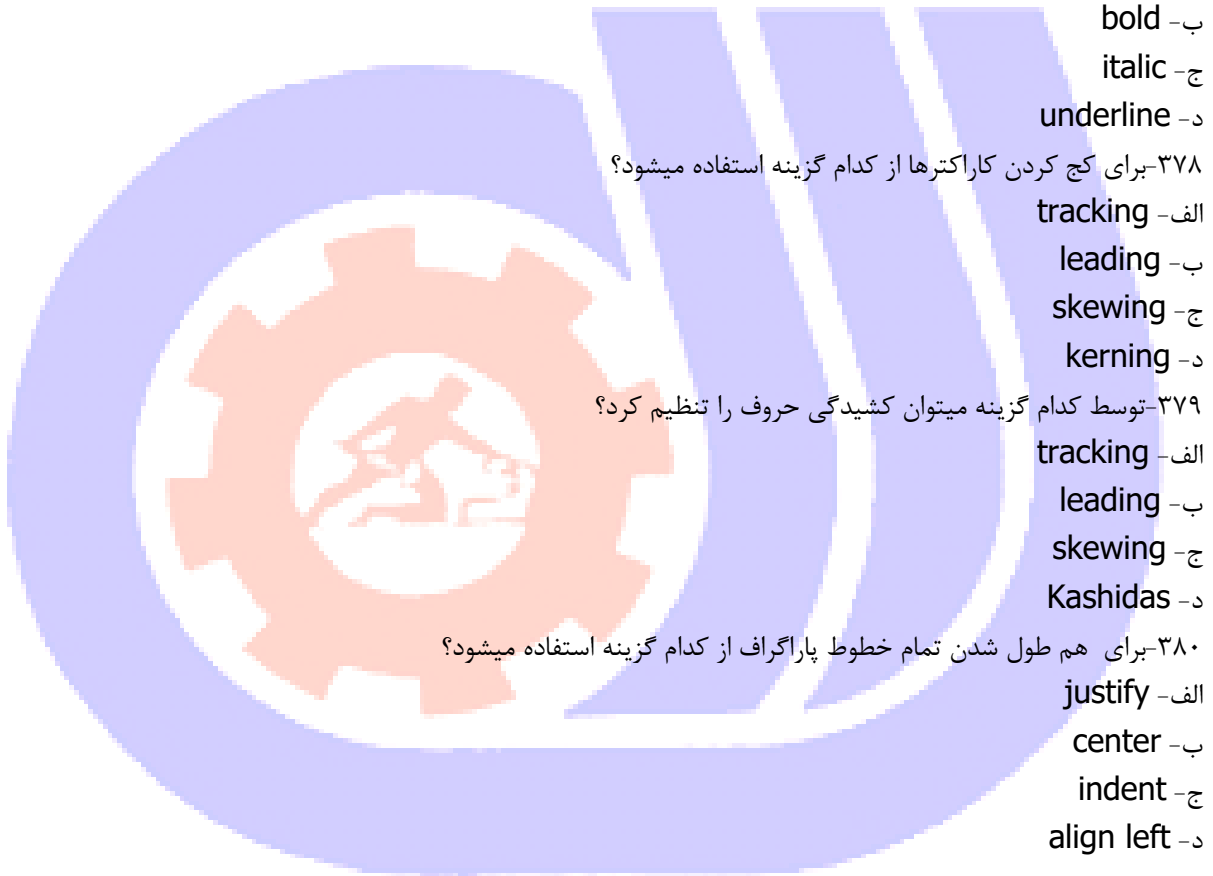 ب- bold
ج- italic
د- underline
۳۷۸-برای کج کردن کاراکترها از کدام گزینه استفاده میشود؟
الف- tracking
ب- leading
ج- skewing
د- kerning
۳۷۹-توسط کدام گزینه میتوان کشیدگی حروف را تنظیم کرد؟
الف- tracking
ب- leading
ج- skewing
د- Kashidas
۳۸۰-برای هم طول شدن تمام خطوط پاراگراف از کدام گزینه استفاده میشود؟
الف- justify
ب- center
ج- indent
د- align left